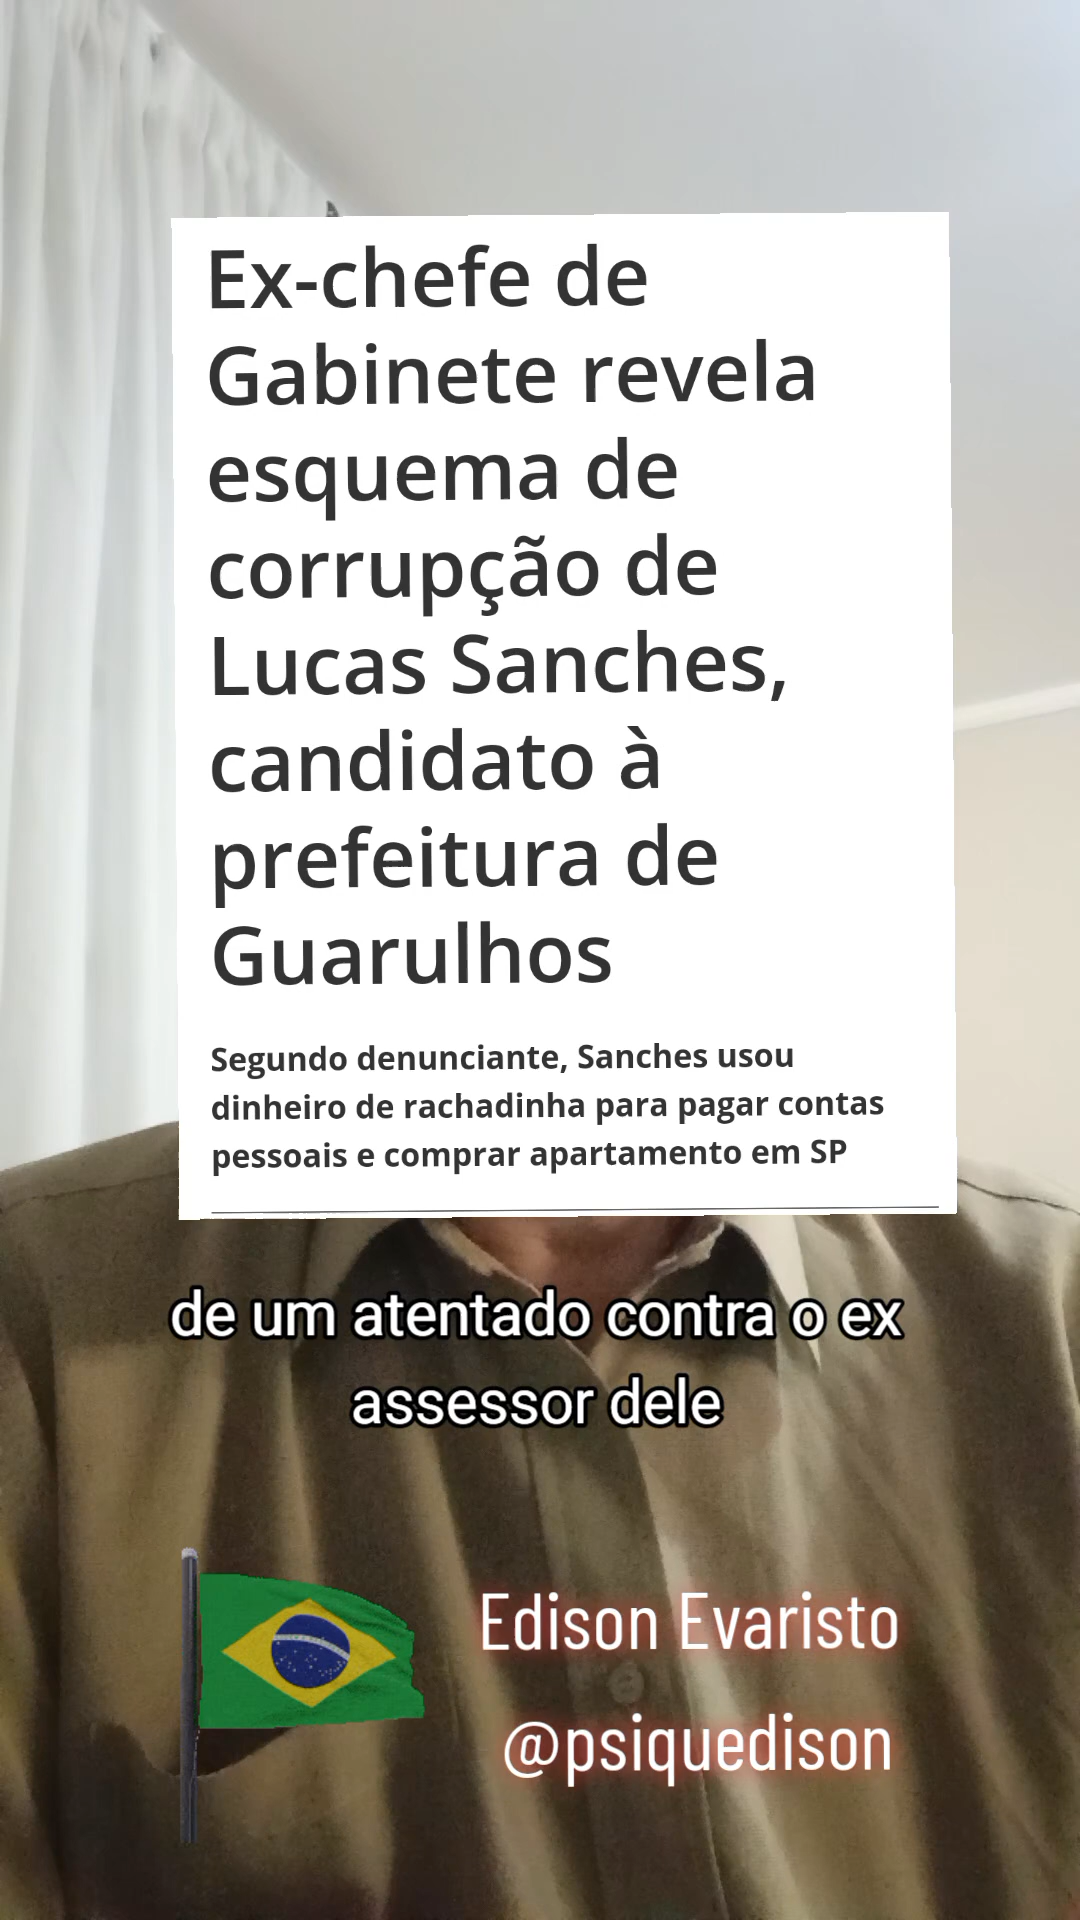 Ex-chefe de
Gabinete revela
esquema de
corrupção de
Lucas Sanches,
candidato à
prefeitura de
Guarulhos
Segundo denunciante, Sanches usou
dinheiro de rachadinha para pagar contas
pessoais e comprar apartamento em SP
de um atentado contra o ex
assessor dele
Edison Evaristo
@psiquedison